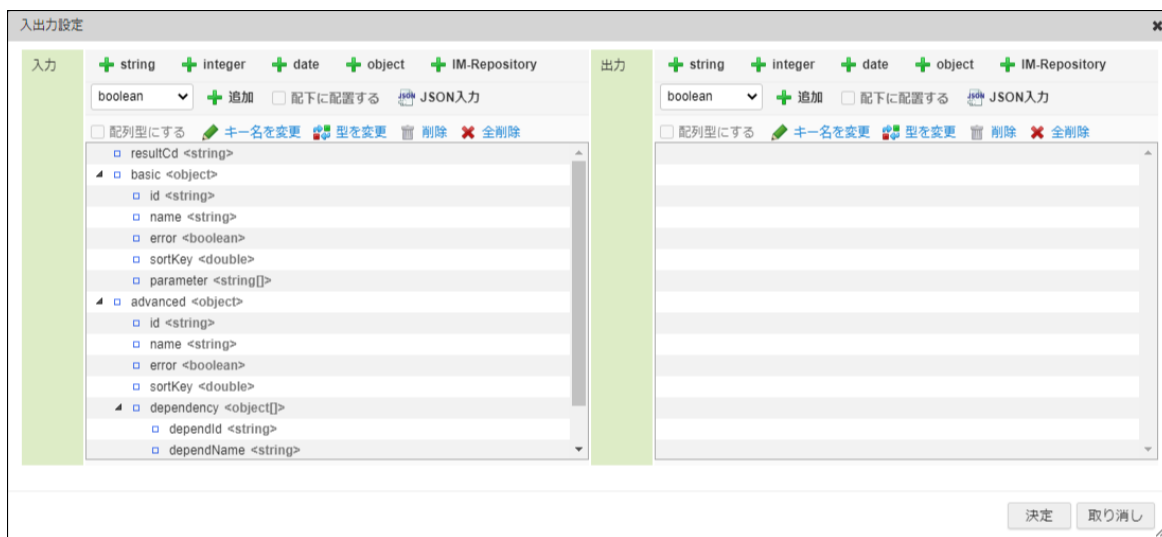 入出力設定
入力
string integer date object IM-Repository
boolean 追加 配下に配置する JSON入力
配列型にする キー名を変更 型を変更 削除 全削除
resultCd <string>
basic <object>
id <string>
name <string>
error <boolean>
sortKey <double>
parameter <string[]>
advanced <object>
id <string>
name <string>
error <boolean>
sortKey <double>
dependency <object[]>
dependId <string>
dependName <string>
出力
string integer date object IM-Repository
boolean 追加 配下に配置する JSON入力
配列型にする キー名を変更 型を変更 削除 全削除
決定 取り消し